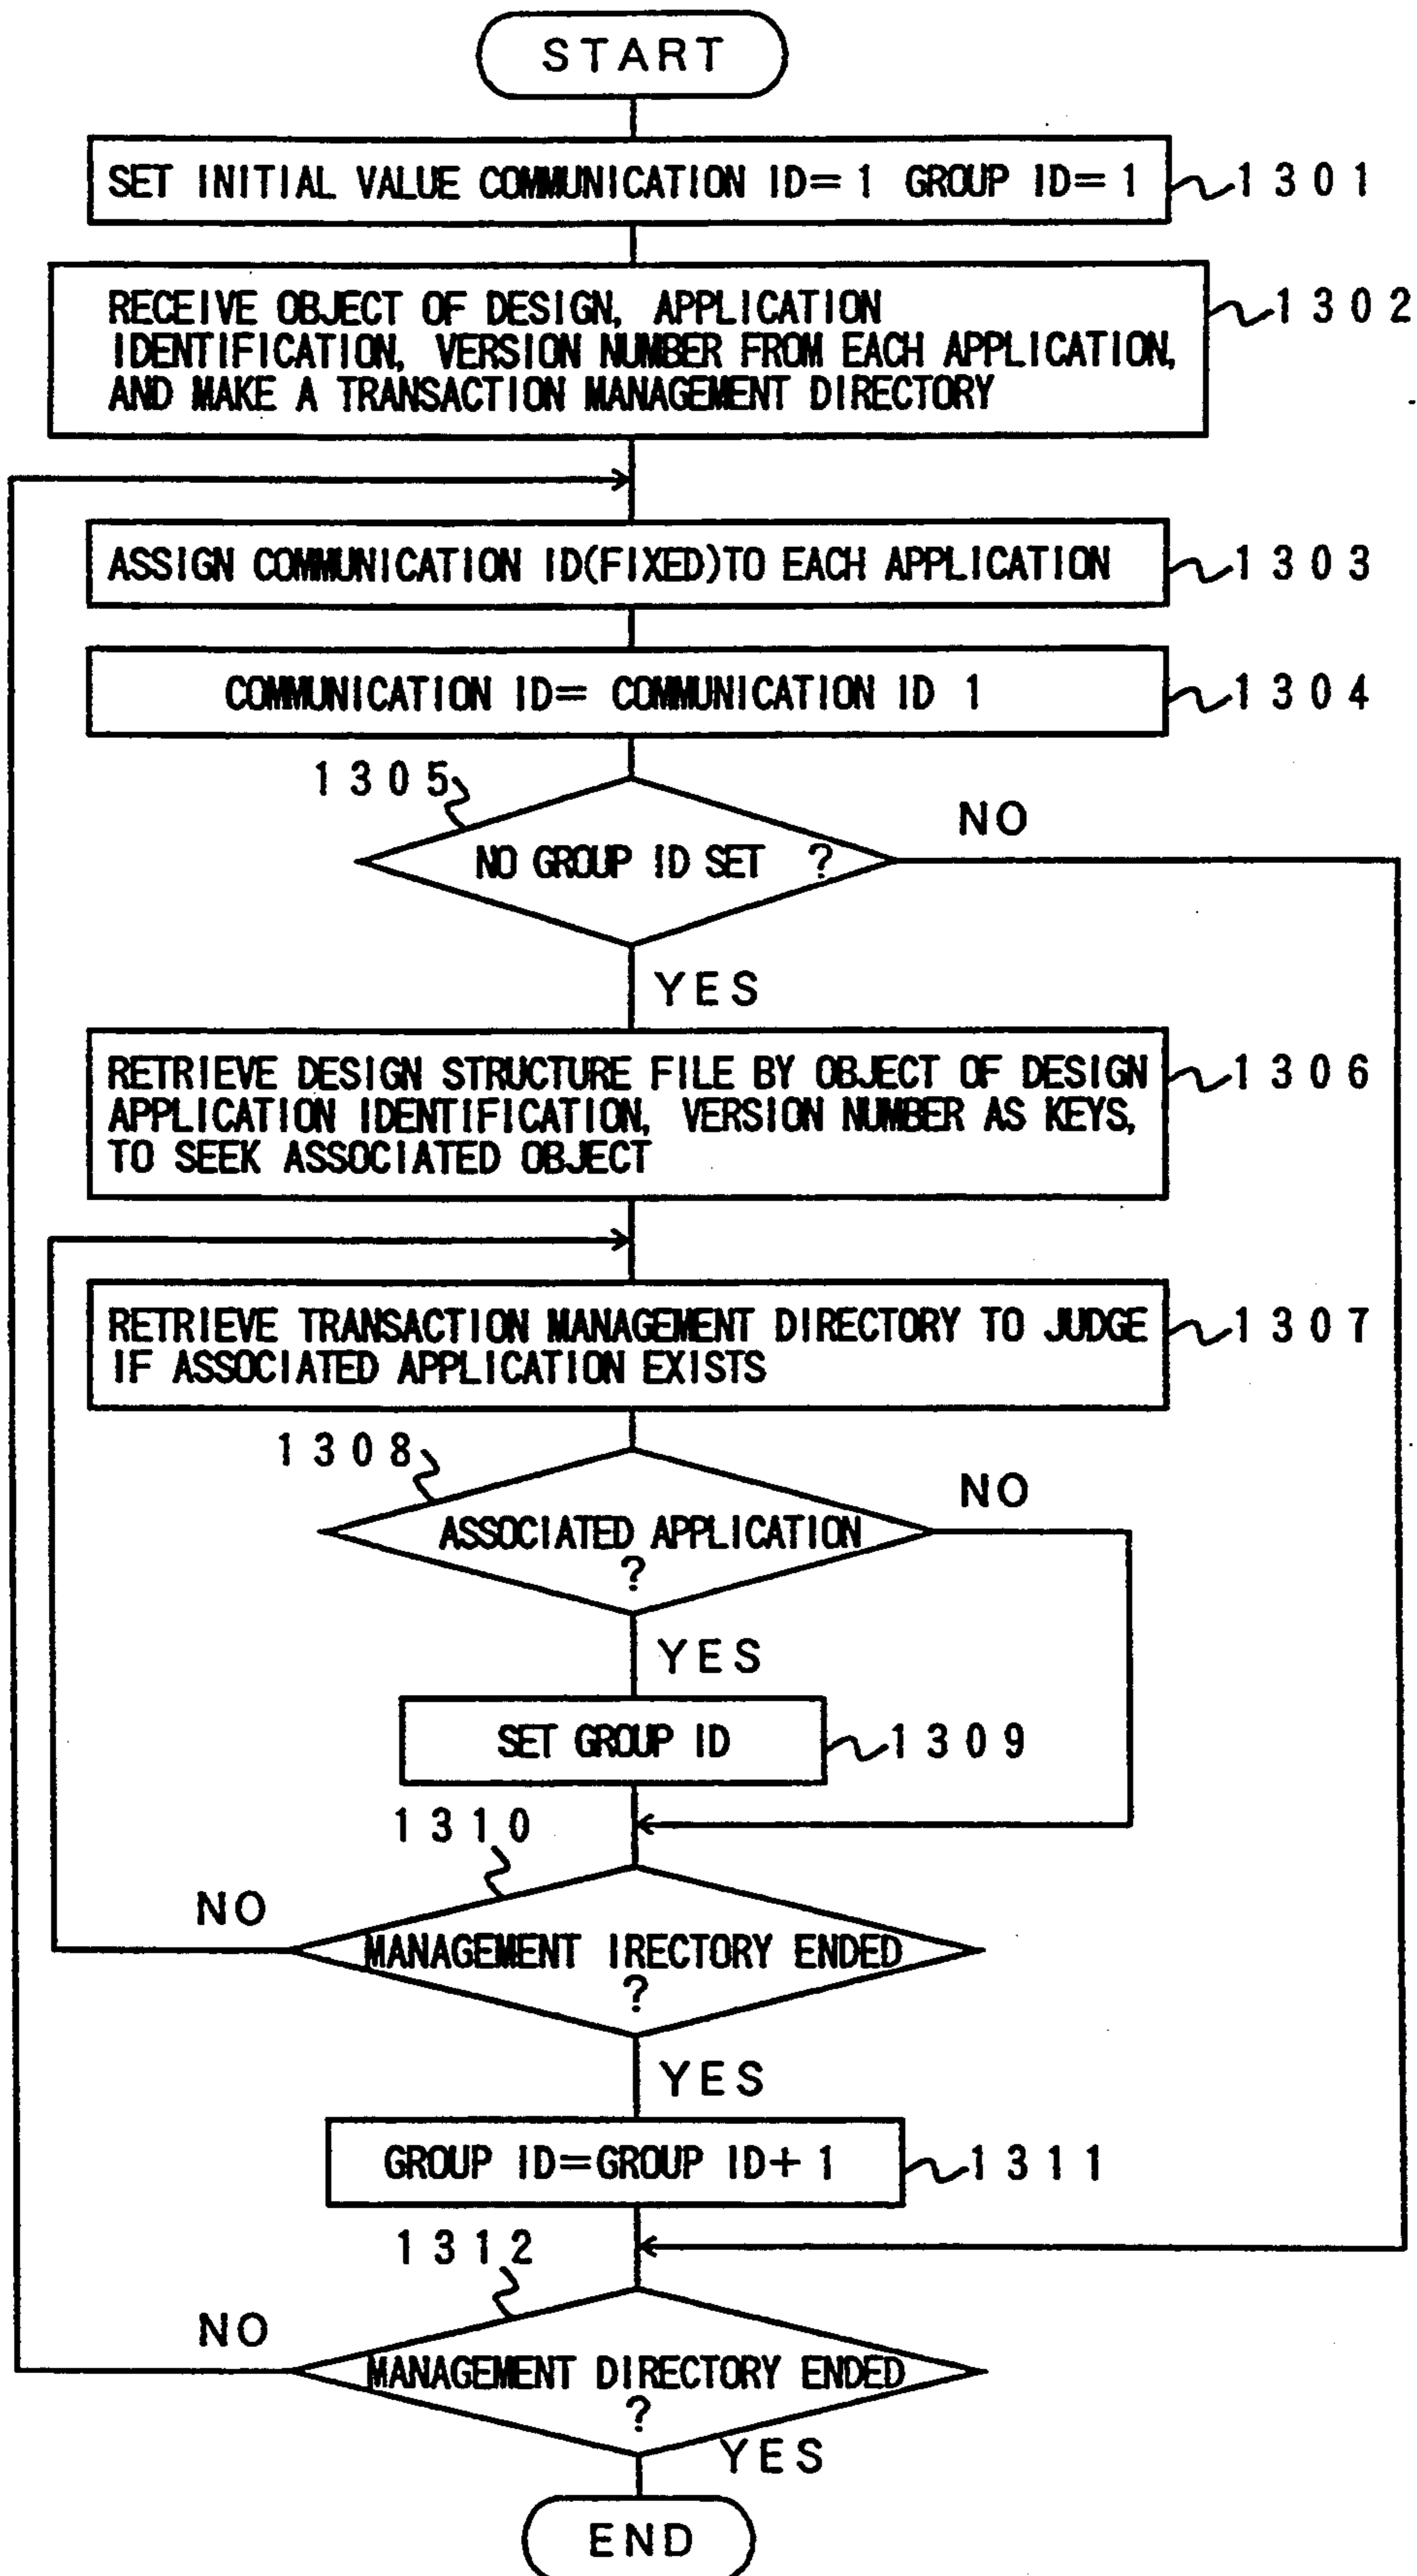 START
SET INITIAL VALUE COMMUNICATION ID=1 GROUP ID=1
1301
RECEIVE OBJECT OF DESIGN, APPLICATION
IDENTIFICATION, VERSION NUMBER FROM EACH APPLICATION,
AND MAKE A TRANSACTION MANAGEMENT DIRECTORY
1302
ASSIGN COMMUNICATION ID(FIXED)TO EACH APPLICATION
1303
COMMUNICATION ID= COMMUNICATION ID 1
1304
1305
NO GROUP ID SET ?
NO
YES
RETRIEVE DESIGN STRUCTURE FILE BY OBJECT OF DESIGN
APPLICATION IDENTIFICATION, VERSION NUMBER AS KEYS,
TO SEEK ASSOCIATED OBJECT
1306
RETRIEVE TRANSACTION MANAGEMENT DIRECTORY TO JUDGE
IF ASSOCIATED APPLICATION EXISTS
1307
1308
ASSOCIATED APPLICATION
?
NO
YES
SET GROUP ID
1309
1310
NO
MANAGEMENT IRECTORY ENDED
?
YES
GROUP ID=GROUP ID+1
1311
1312
NO
MANAGEMENT DIRECTORY ENDED
?
YES
END